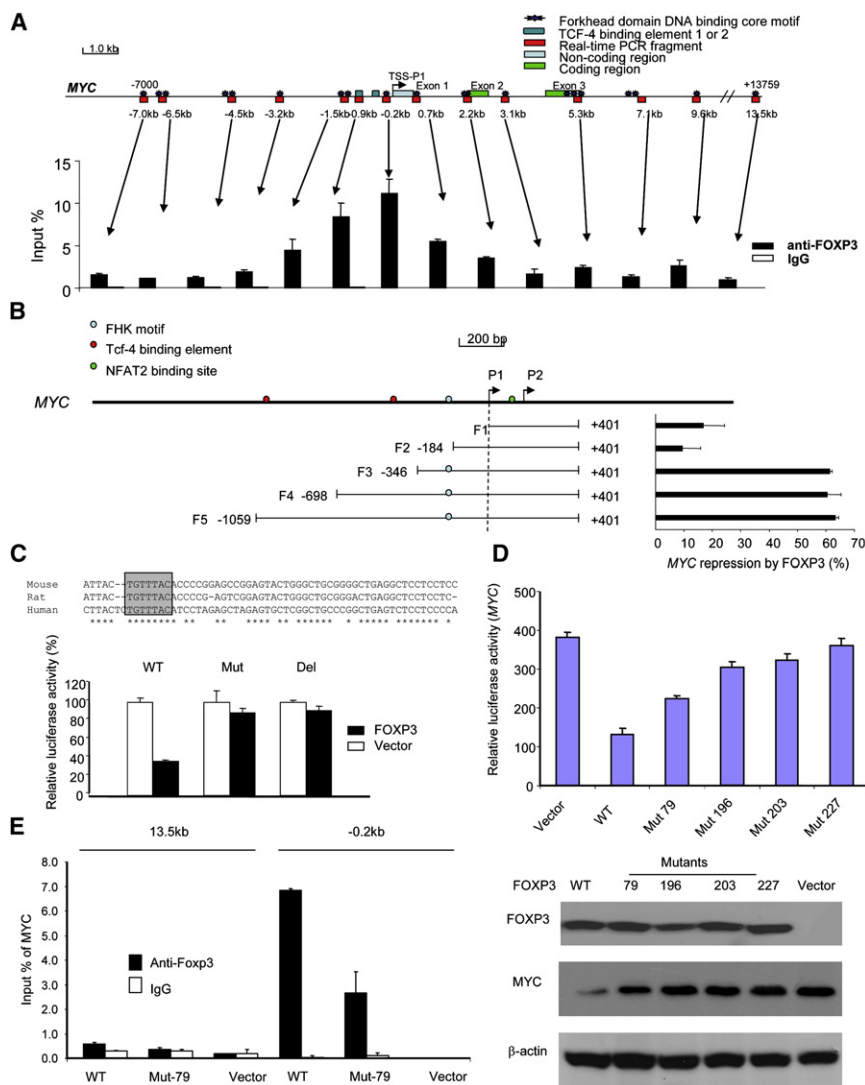 A
1.0 kb
Forkhead domain DNA binding core motif
TCF-4 binding element 1 or 2
Real-time PCR fragment
Non-coding region
Coding region
MYC
-7000
TSS-P1
Exon 1
Exon 2
Exon 3
+13759
-7.0kb
-6.5kb
-4.5kb
-3.2kb
-1.5kb
-0.9kb
-0.2kb
0.7kb
2.2kb
3.1kb
5.3kb
7.1kb
9.6kb
13.5kb
Input %
15
10
5
0
anti-FOXP3
IgG
B
FHK motif
Tcf-4 binding element
NFAT2 binding site
200 bp
MYC
P1
P2
F1
+401
F2 -184
+401
F3 -346
+401
F4 -698
+401
F5 -1059
+401
0 10 20 30 40 50 60 70
MYC repression by FOXP3 (%)
C
Mouse ATTAC--TGTTTACACCCCGGAGCCGGAGTACTGGGCTGCGGGGCTGAGGCTCCTCCTCC
Rat ATTAC--TGTTTACACCCCG-AGTCGGAGTACTGGGCTGCGGGACTGAGGCTCCTCCTC-
Human CTTACTCTGTTTACATCCTAGAGCTAGAGTGCTCGGCTGCCCGGCTGAGTCTCCTCCCCA
Relative luciferase activity (%)
120
100
80
60
40
20
0
WT
Mut
Del
FOXP3
Vector
D
Relative luciferase activity (MYC)
500
400
300
200
100
0
Vector
WT
Mut 79
Mut 196
Mut 203
Mut 227
Mutants
FOXP3 WT 79 196 203 227 Vector
FOXP3
MYC
β-actin
E
13.5kb
-0.2kb
Input % of MYC
8.0
7.0
6.0
5.0
4.0
3.0
2.0
1.0
0.0
Anti-Foxp3
IgG
WT
Mut-79
Vector
WT
Mut-79
Vector